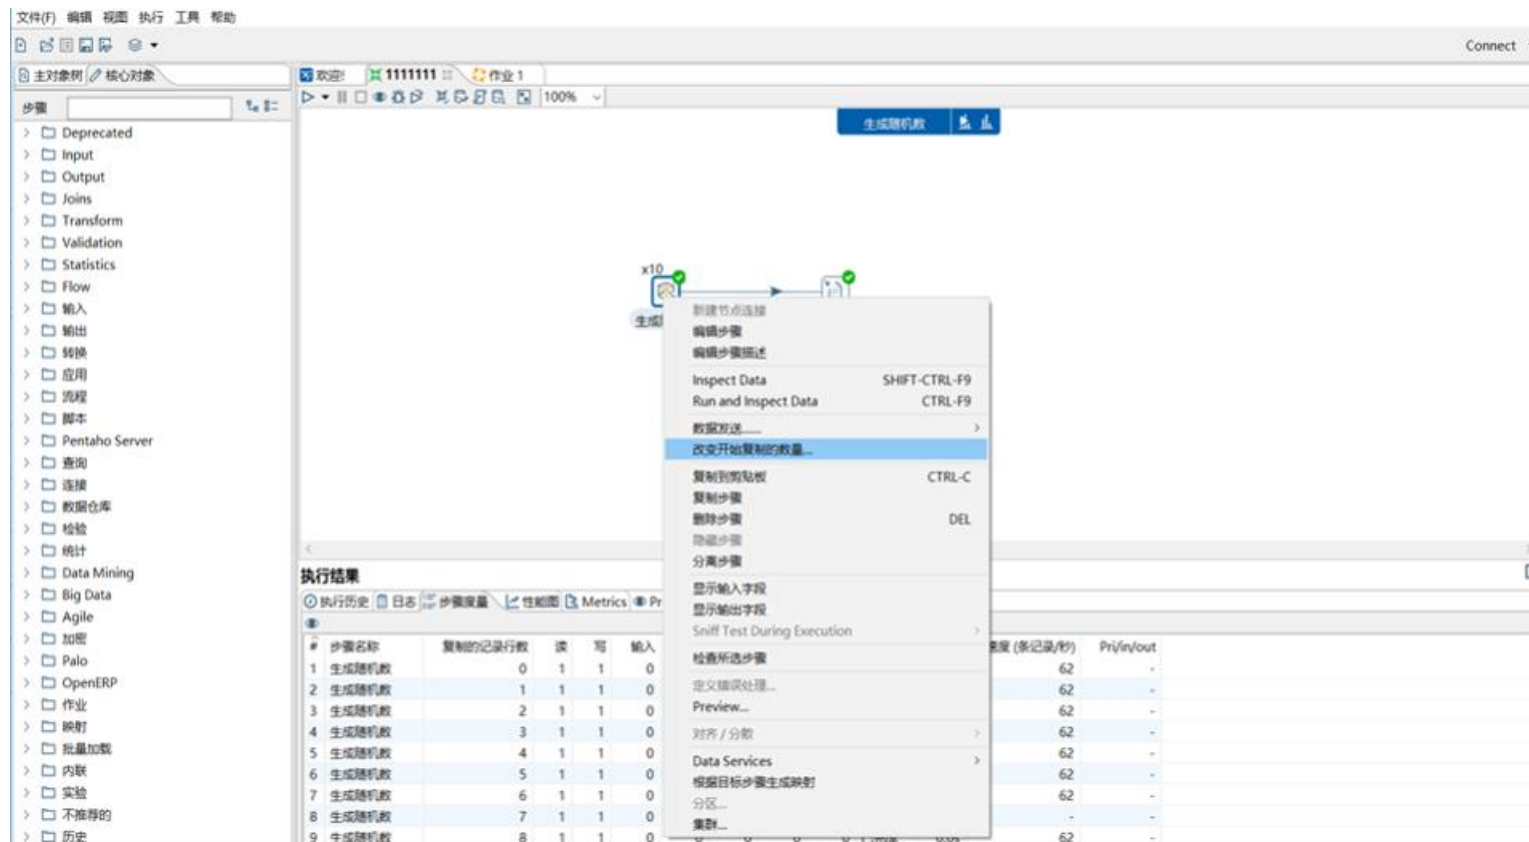 文件(F) 编辑 视图 执行 工具 帮助
Connect
主对象树 核心对象
欢迎! 1111111 作业 1
步骤
100%
生成随机数
Deprecated
Input
Output
Joins
Transform
Validation
Statistics
Flow
输入
输出
转换
应用
流程
脚本
Pentaho Server
查询
连接
数据仓库
检验
统计
Data Mining
Big Data
Agile
加密
Palo
OpenERP
作业
映射
批量加载
内联
实验
不推荐的
历史
x10
生成
新建节点连接
编辑步骤
编辑步骤描述
Inspect Data SHIFT-CTRL-F9
Run and Inspect Data CTRL-F9
数据发送......
改变开始复制的数量...
复制到剪贴板 CTRL-C
复制步骤
删除步骤 DEL
隐藏步骤
分离步骤
显示输入字段
显示输出字段
Sniff Test During Execution
检查所选步骤
定义错误处理...
Preview...
对齐 / 分散
Data Services
根据目标步骤生成映射
分区...
集群...
执行结果
执行历史 日志 步骤度量 性能图 Metrics Pr
# 步骤名称 复制的记录行数 读 写 输入 速度 (条记录/秒) Pri/in/out
1 生成随机数 0 1 1 0 62 -
2 生成随机数 1 1 1 0 62 -
3 生成随机数 2 1 1 0 62 -
4 生成随机数 3 1 1 0 62 -
5 生成随机数 4 1 1 0 62 -
6 生成随机数 5 1 1 0 62 -
7 生成随机数 6 1 1 0 62 -
8 生成随机数 7 1 1 0 - -
9 生成随机数 8 1 1 0 62 -